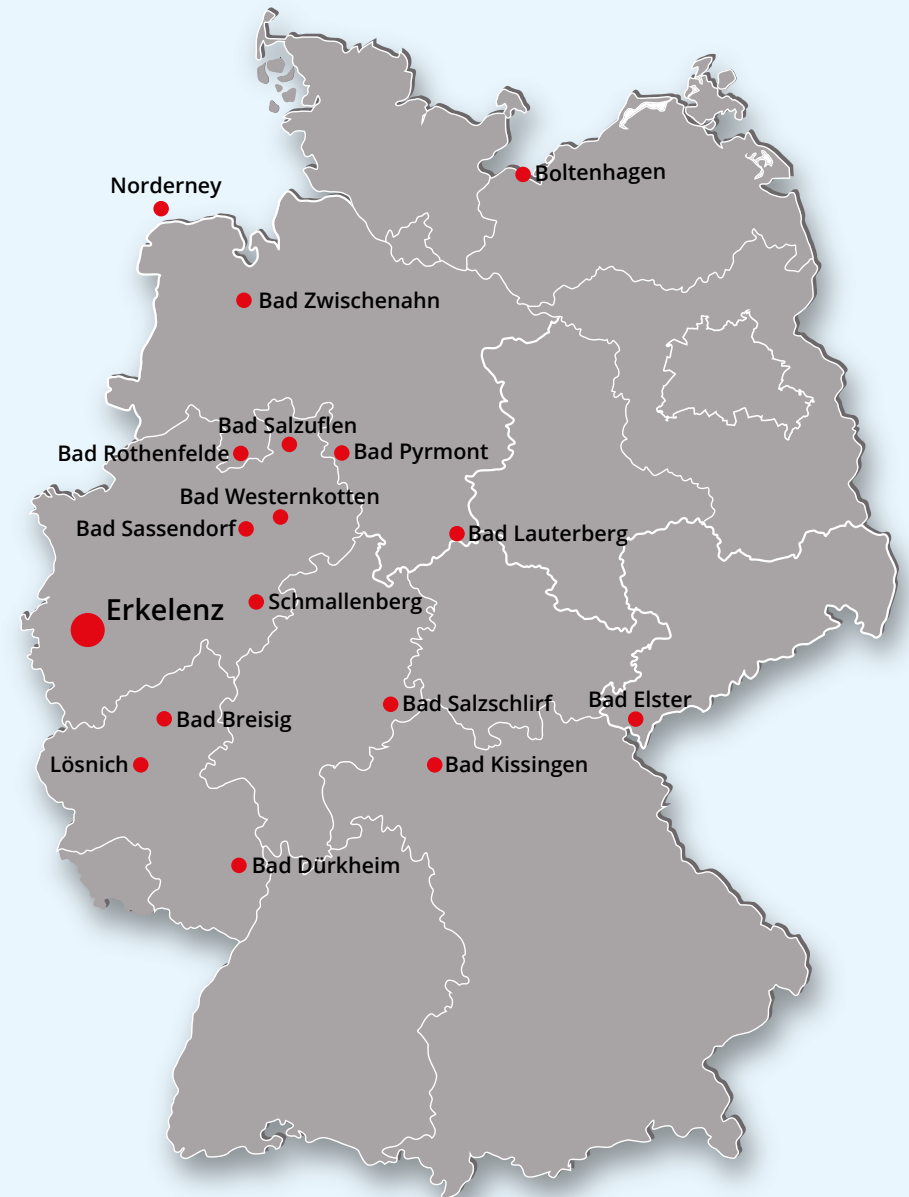 Boltenhagen
Norderney
Bad Zwischenahn
Bad Salzuflen
Bad Rothenfelde
Bad Pyrmont
Bad Westernkotten
Bad Sassendorf
Bad Lauterberg
Schmallenberg
Erkelenz
Bad Salzschlirf
Bad Elster
Bad Breisig
Lösnich
Bad Kissingen
Bad Dürkheim